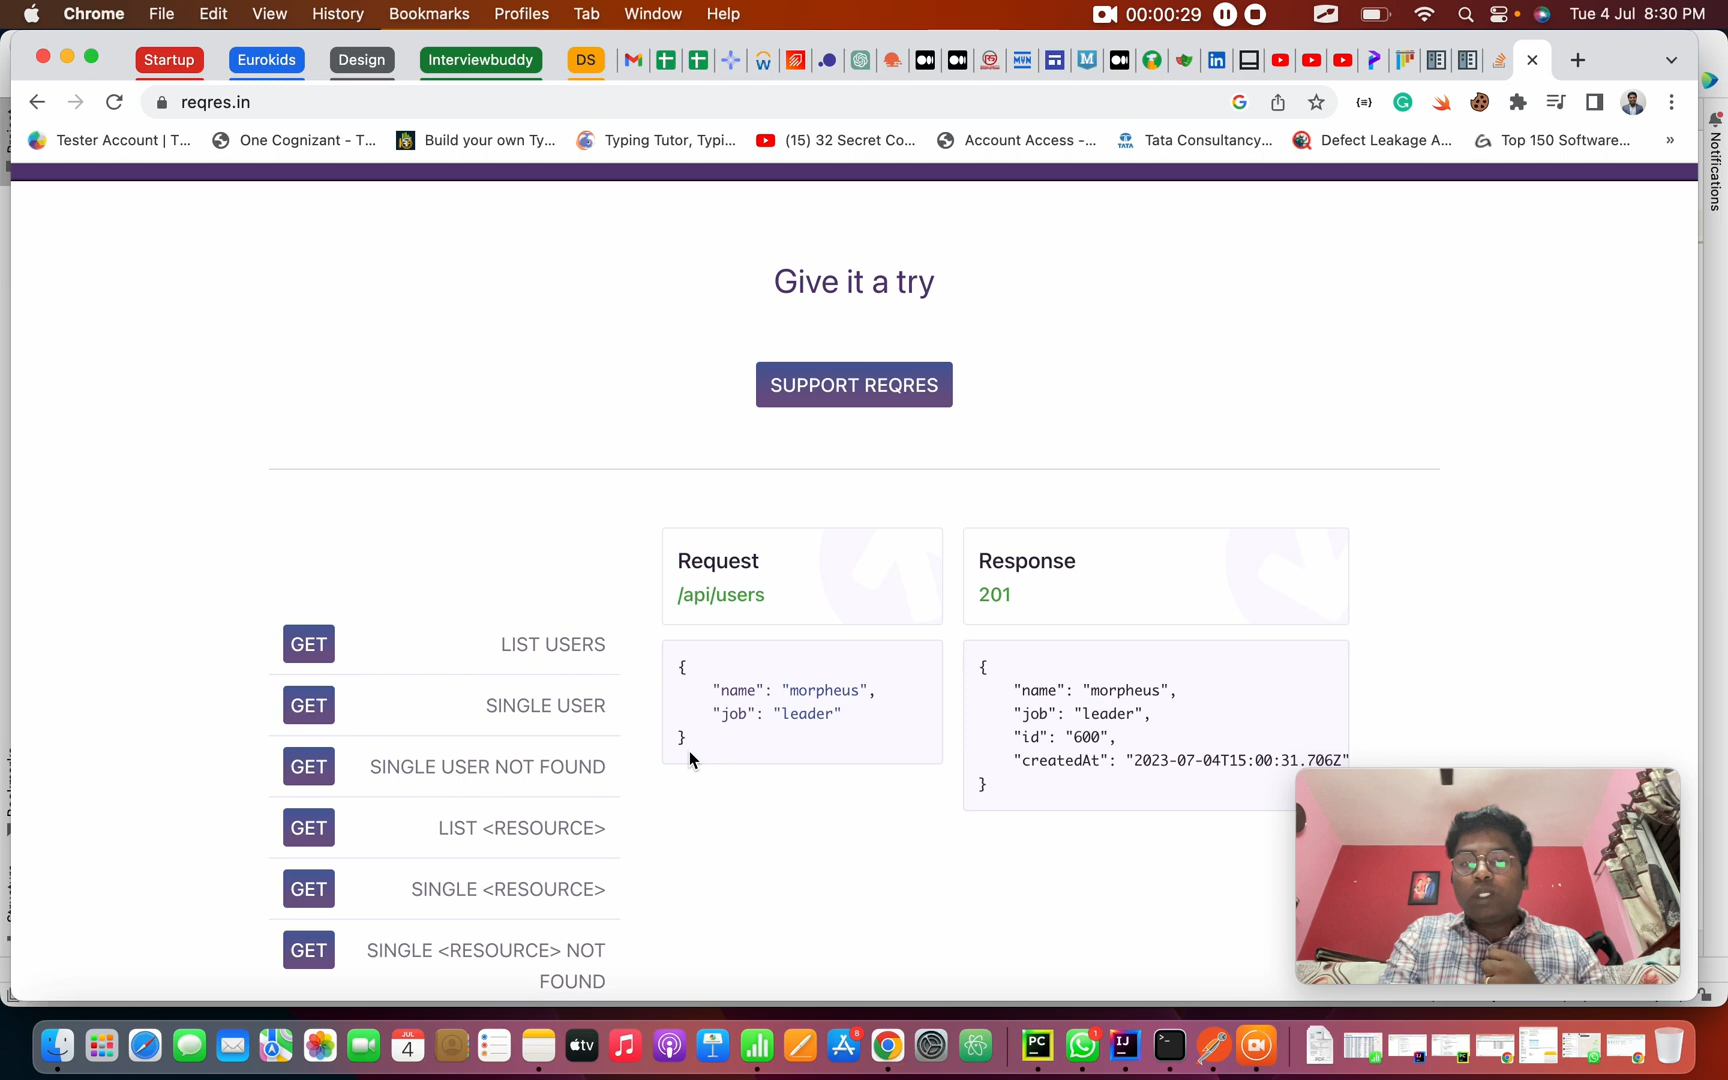 Chrome File Edit View History Bookmarks Profiles Tab Window Help 00:00:29 Tue 4 Jul 8:30 PM
Startup Eurokids Design Interviewbuddy DS
reqres.in
Tester Account | T... One Cognizant - T... Build your own Ty... Typing Tutor, Typi... (15) 32 Secret Co... Account Access -... Tata Consultancy... Defect Leakage A... Top 150 Software... »
Notifications
Give it a try
SUPPORT REQRES
Request
/api/users
Response
201
{
"name": "morpheus",
"job": "leader"
}
{
"name": "morpheus",
"job": "leader",
"id": "600",
"createdAt": "2023-07-04T15:00:31.706Z"
}
GET LIST USERS
GET SINGLE USER
GET SINGLE USER NOT FOUND
GET LIST <RESOURCE>
GET SINGLE <RESOURCE>
GET SINGLE <RESOURCE> NOT
FOUND